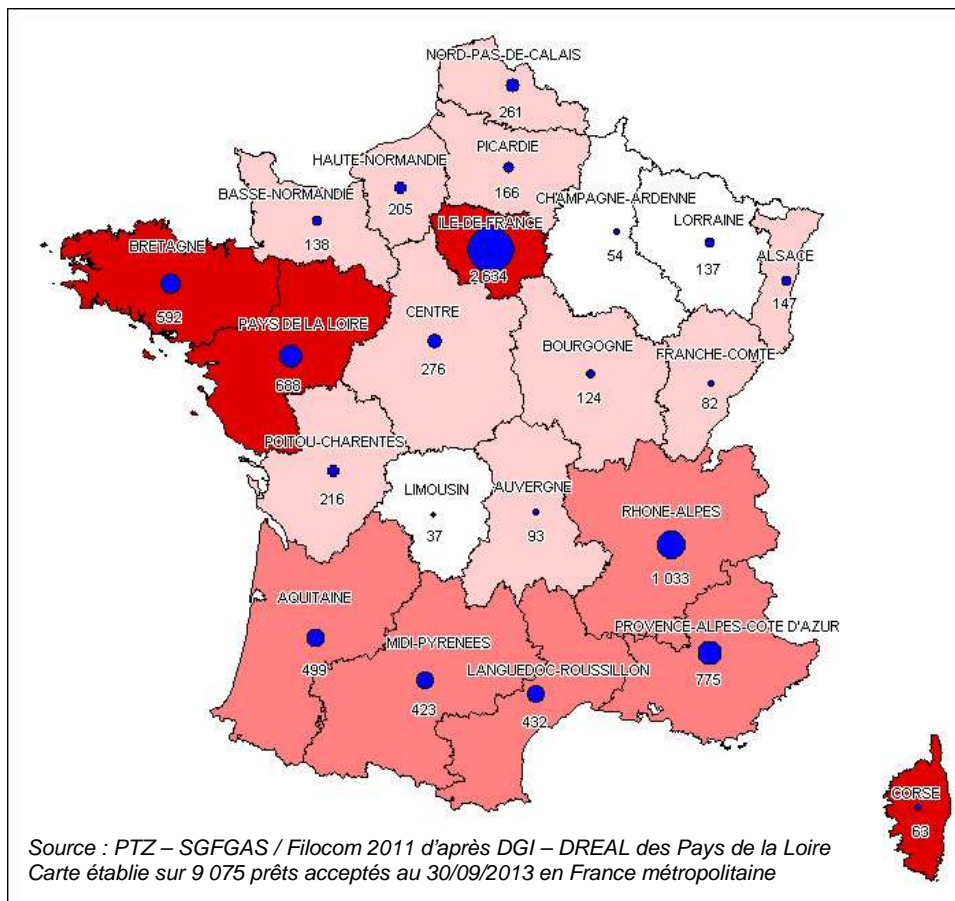 NORD-PAS-DE-CALAIS
261
HAUTE-NORMANDIE
205
PICARDIE
166
BASSE-NORMANDIE
138
CHAMPAGNE-ARDENNE
54
LORRAINE
137
ALSACE
147
ILE-DE-FRANCE
2 634
BRETAGNE
592
PAYS DE LA LOIRE
688
CENTRE
276
BOURGOGNE
124
FRANCHE-COMTE
82
POITOU-CHARENTES
216
LIMOUSIN
37
AUVERGNE
93
RHONE-ALPES
1 033
AQUITAINE
499
MIDI-PYRENEES
423
LANGUEDOC-ROUSSILLON
432
PROVENCE-ALPES-COTE D'AZUR
775
CORSE
63
Source : PTZ – SGFGAS / Filocom 2011 d'après DGI – DREAL des Pays de la Loire
Carte établie sur 9 075 prêts acceptés au 30/09/2013 en France métropolitaine